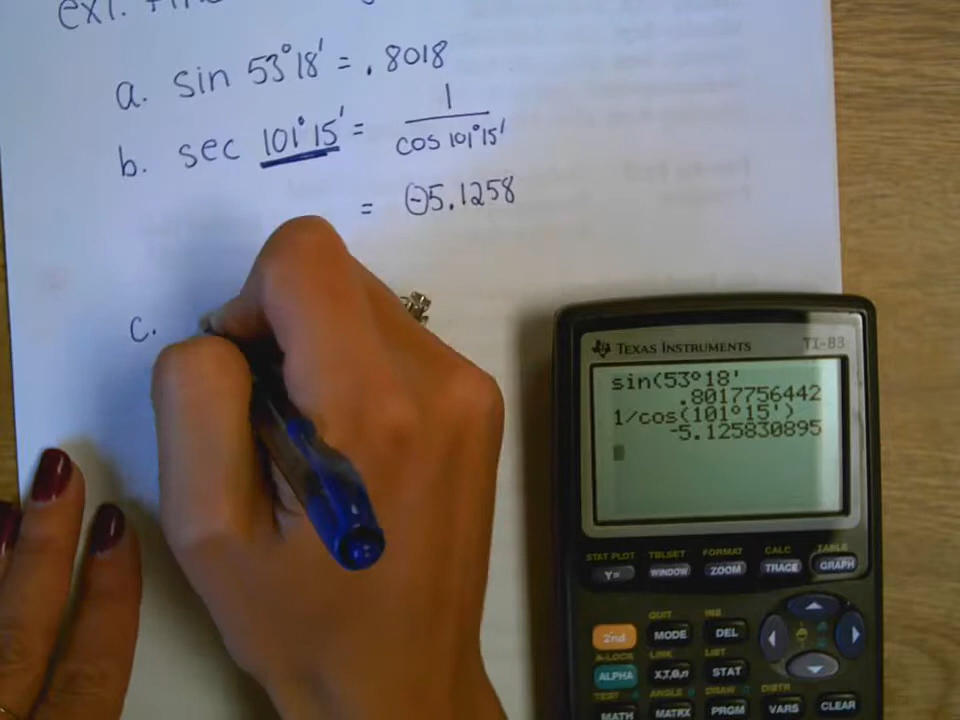 ex1. Find
a. sin 53°18' = .8018
b. sec 101°15' = 1 / cos 101°15'
= -5.1258
c.
TEXAS INSTRUMENTS TI-83
sin(53°18'
.8017756442
1/cos(101°15')
-5.125830895
STAT PLOT TBLSET FORMAT CALC TABLE
Y= WINDOW ZOOM TRACE GRAPH
QUIT INS
2nd MODE DEL
A-LOCK LINK LIST
ALPHA X,T,θ,n STAT
TEST A ANGLE B DRAW C DISTR
MATH MATRX PRGM VARS CLEAR